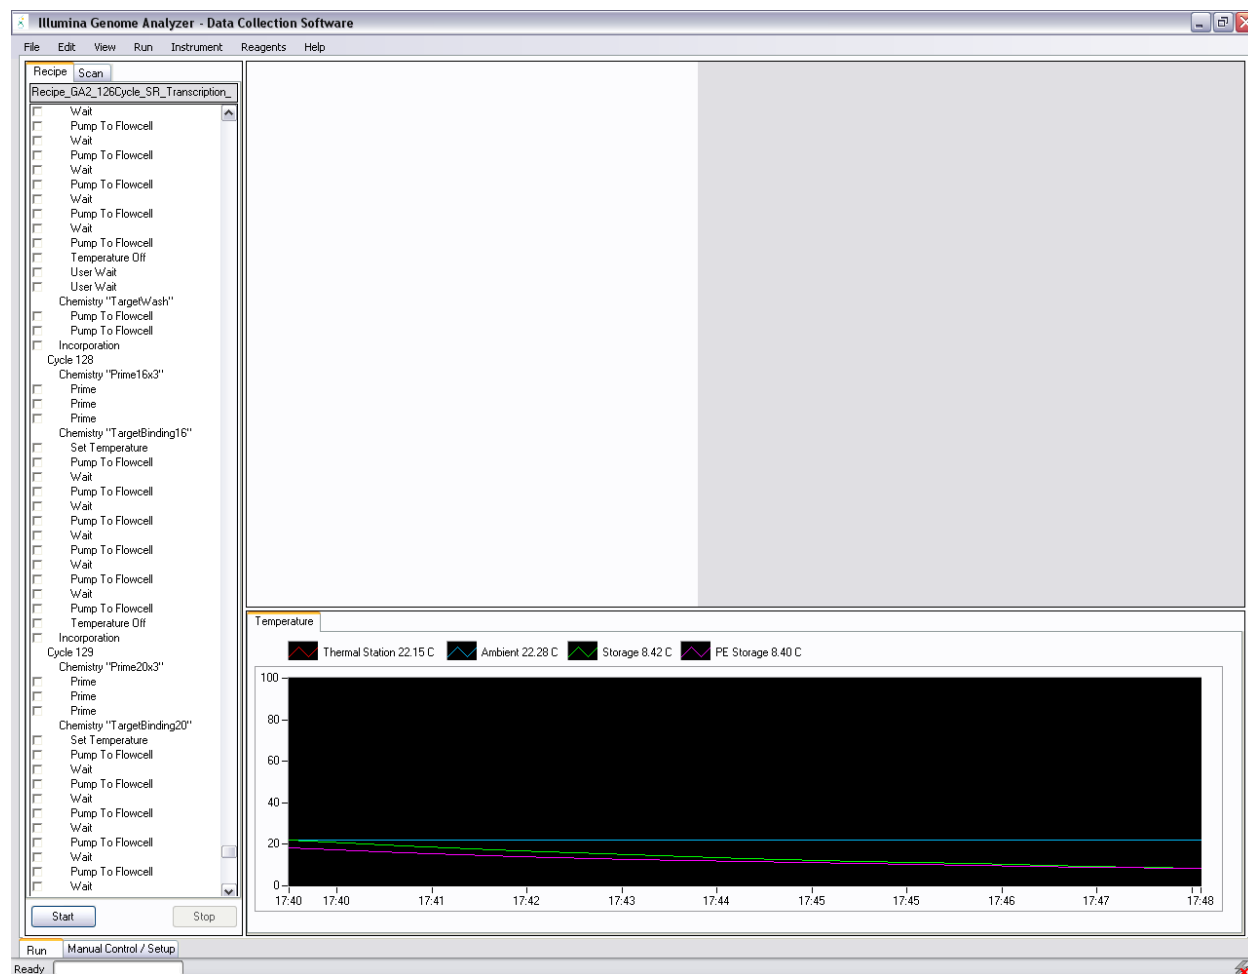 Illumina Genome Analyzer - Data Collection Software
File Edit View Run Instrument Reagents Help
Recipe Scan
Recipe_GA2_126Cycle_SR_Transcription_
Wait
Pump To Flowcell
Wait
Pump To Flowcell
Wait
Pump To Flowcell
Wait
Pump To Flowcell
Wait
Pump To Flowcell
Temperature Off
User Wait
User Wait
Chemistry "TargetWash"
Pump To Flowcell
Pump To Flowcell
Incorporation
Cycle 128
Chemistry "Prime16x3"
Prime
Prime
Prime
Chemistry "TargetBinding16"
Set Temperature
Pump To Flowcell
Wait
Pump To Flowcell
Wait
Pump To Flowcell
Wait
Pump To Flowcell
Wait
Pump To Flowcell
Wait
Pump To Flowcell
Temperature Off
Incorporation
Cycle 129
Chemistry "Prime20x3"
Prime
Prime
Prime
Chemistry "TargetBinding20"
Set Temperature
Pump To Flowcell
Wait
Pump To Flowcell
Wait
Pump To Flowcell
Wait
Pump To Flowcell
Wait
Pump To Flowcell
Wait
Start Stop
Temperature
Thermal Station 22.15 C Ambient 22.28 C Storage 8.42 C PE Storage 8.40 C
100
80
60
40
20
0
17:40 17:40 17:41 17:42 17:43 17:44 17:45 17:45 17:46 17:47 17:48
Run Manual Control / Setup
Ready